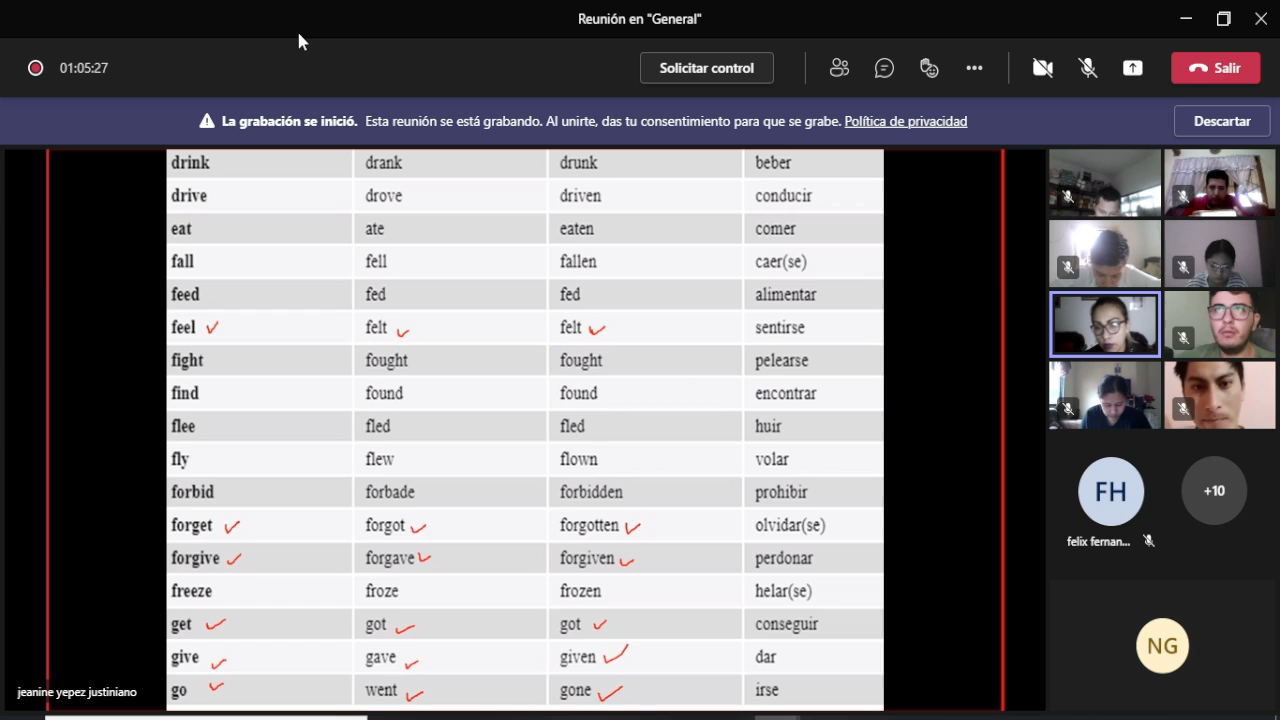 Reunión en "General"
01:05:27
Solicitar control
Salir
La grabación se inició. Esta reunión se está grabando. Al unirte, das tu consentimiento para que se grabe. Política de privacidad
Descartar
drink drank drunk beber
drive drove driven conducir
eat ate eaten comer
fall fell fallen caer(se)
feed fed fed alimentar
feel felt felt sentirse
fight fought fought pelearse
find found found encontrar
flee fled fled huir
fly flew flown volar
forbid forbade forbidden prohibir
forget forgot forgotten olvidar(se)
forgive forgave forgiven perdonar
freeze froze frozen helar(se)
get got got conseguir
give gave given dar
go went gone irse
jeanine yepez justiniano
FH
+10
felix fernan...
NG